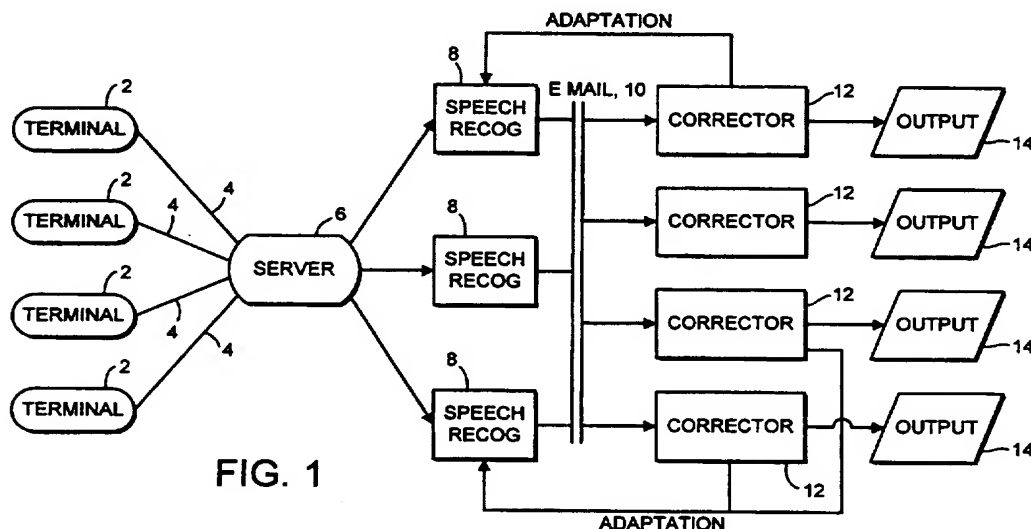 ADAPTATION
8
SPEECH
RECOG
E MAIL, 10
12
CORRECTOR
OUTPUT
14
2
TERMINAL
4
2
TERMINAL
4
6
SERVER
8
SPEECH
RECOG
12
CORRECTOR
OUTPUT
14
2
TERMINAL
4
12
CORRECTOR
OUTPUT
14
2
TERMINAL
4
8
SPEECH
RECOG
CORRECTOR
12
OUTPUT
14
FIG. 1
ADAPTATION